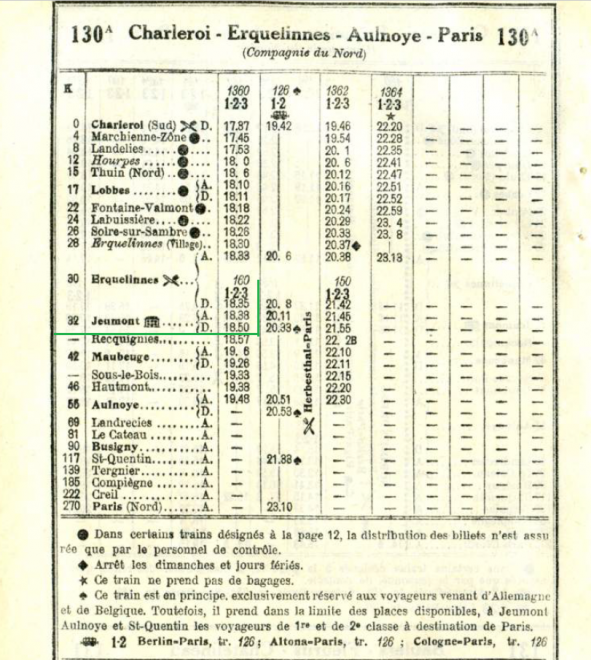 130A Charleroi - Erquelinnes - Aulnoye - Paris 130A
(Compagnie du Nord)
K 1360 126 ♠ 1362 1364
1-2-3 1-2 1-2-3 1-2-3
★
0 Charleroi (Sud) D. 17.37 19.42 19.46 22.20
4 Marchienne-Zône ● 17.45 19.54 22.28
8 Landelies ● 17.53 20. 1 22.35
12 Hourpes ● 18. 0 20. 6 22.41
15 Thuin (Nord) ● 18. 6 20.12 22.47
17 Lobbes ● A. 18.10 20.16 22.51
D. 18.11 20.17 22.52
22 Fontaine-Valmont ● 18.18 20.24 22.59
24 Labuissière ● 18.22 20.29 23. 4
26 Solre-sur-Sambre ● 18.26 20.33 23. 8
28 Erquelinnes (Village) 18.30 20.37 ◆
A. 18.33 20. 6 20.38 23.13
30 Erquelinnes 160 150
1-2-3 1-2-3
D. 18.35 20. 8 21.42
32 Jeumont A. 18.38 20.11 21.45
D. 18.50 20.33 ♠ 21.55
— Recquignies 18.57 22. 2B
42 Maubeuge A. 19. 6 22.10
D. 19.26 22.11
— Sous-le-Bois 19.33 22.15
46 Hautmont 19.39 22.20
55 Aulnoye A. 19.48 20.51 22.30
D. — 20.53 ♠ —
69 Landrecies A. — —
81 Le Cateau A. — —
90 Busigny A. — —
117 St-Quentin A. — 21.38 ♠ —
139 Tergnier A. — —
185 Compiègne A. — —
222 Creil A. — —
270 Paris (Nord) A. — 23.10 —
Herbesthal-Paris
● Dans certains trains désignés à la page 12, la distribution des billets n'est assu
rée que par le personnel de contrôle.
◆ Arrêt les dimanches et jours fériés.
★ Ce train ne prend pas de bagages.
♠ Ce train est en principe. exclusivement réservé aux voyageurs venant d'Allemagne
et de Belgique. Toutefois, il prend dans la limite des places disponibles, à Jeumont
Aulnoye et St-Quentin les voyageurs de 1re et de 2e classe à destination de Paris.
1-2 Berlin-Paris, tr. 126 ; Altona-Paris, tr. 126 ; Cologne-Paris, tr. 126